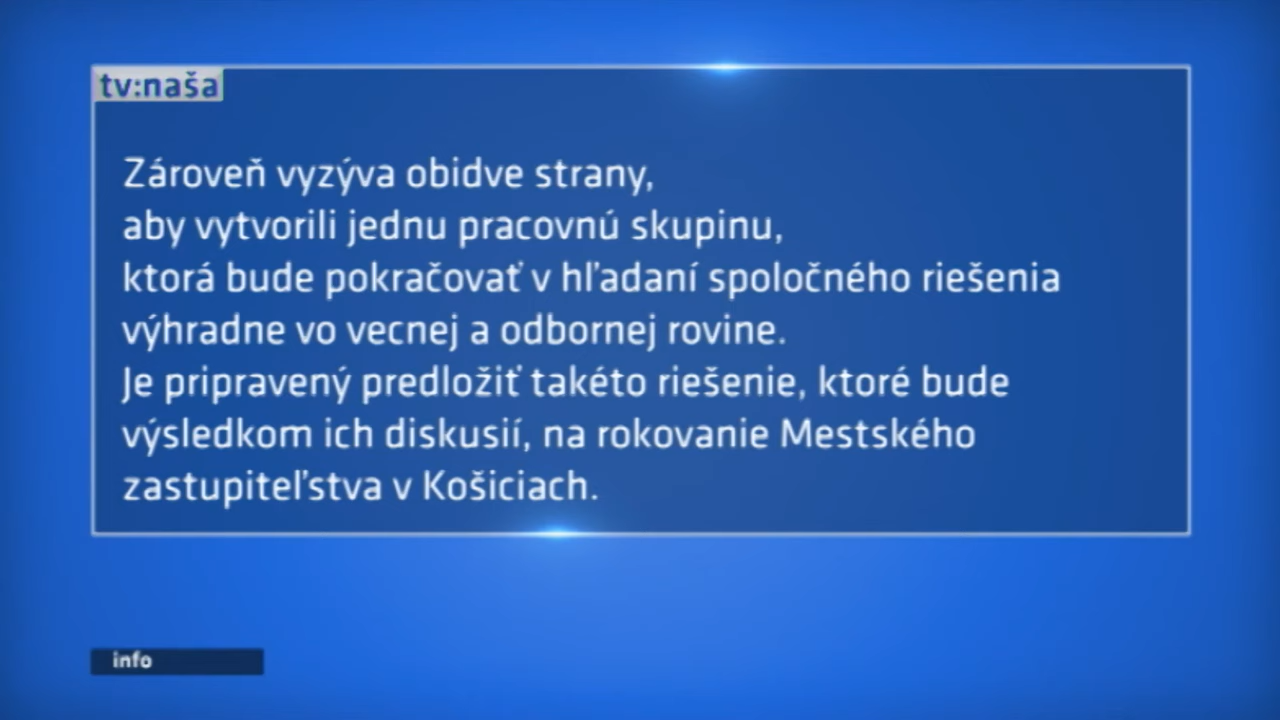 tv:naša
Zároveň vyzýva obidve strany,
aby vytvorili jednu pracovnú skupinu,
ktorá bude pokračovať v hľadaní spoločného riešenia
výhradne vo vecnej a odbornej rovine.
Je pripravený predložiť takéto riešenie, ktoré bude
výsledkom ich diskusií, na rokovanie Mestského
zastupiteľstva v Košiciach.
info